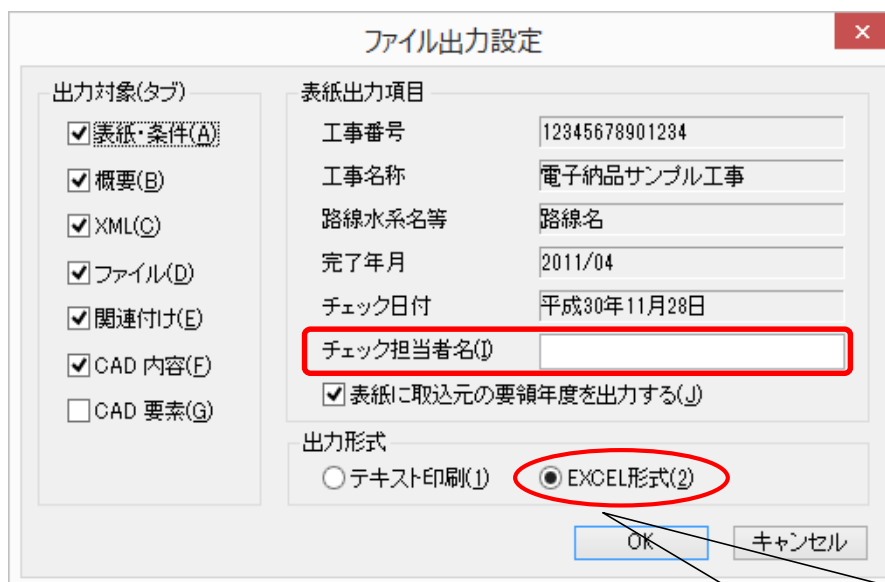 ファイル出力設定
出力対象(タブ)
表紙・条件(A)
概要(B)
XML(C)
ファイル(D)
関連付け(E)
CAD 内容(F)
CAD 要素(G)
表紙出力項目
工事番号 12345678901234
工事名称 電子納品サンプル工事
路線水系名等 路線名
完了年月 2011/04
チェック日付 平成30年11月28日
チェック担当者名(I)
表紙に取込元の要領年度を出力する(J)
出力形式
テキスト印刷(1) EXCEL形式(2)
OK キャンセル